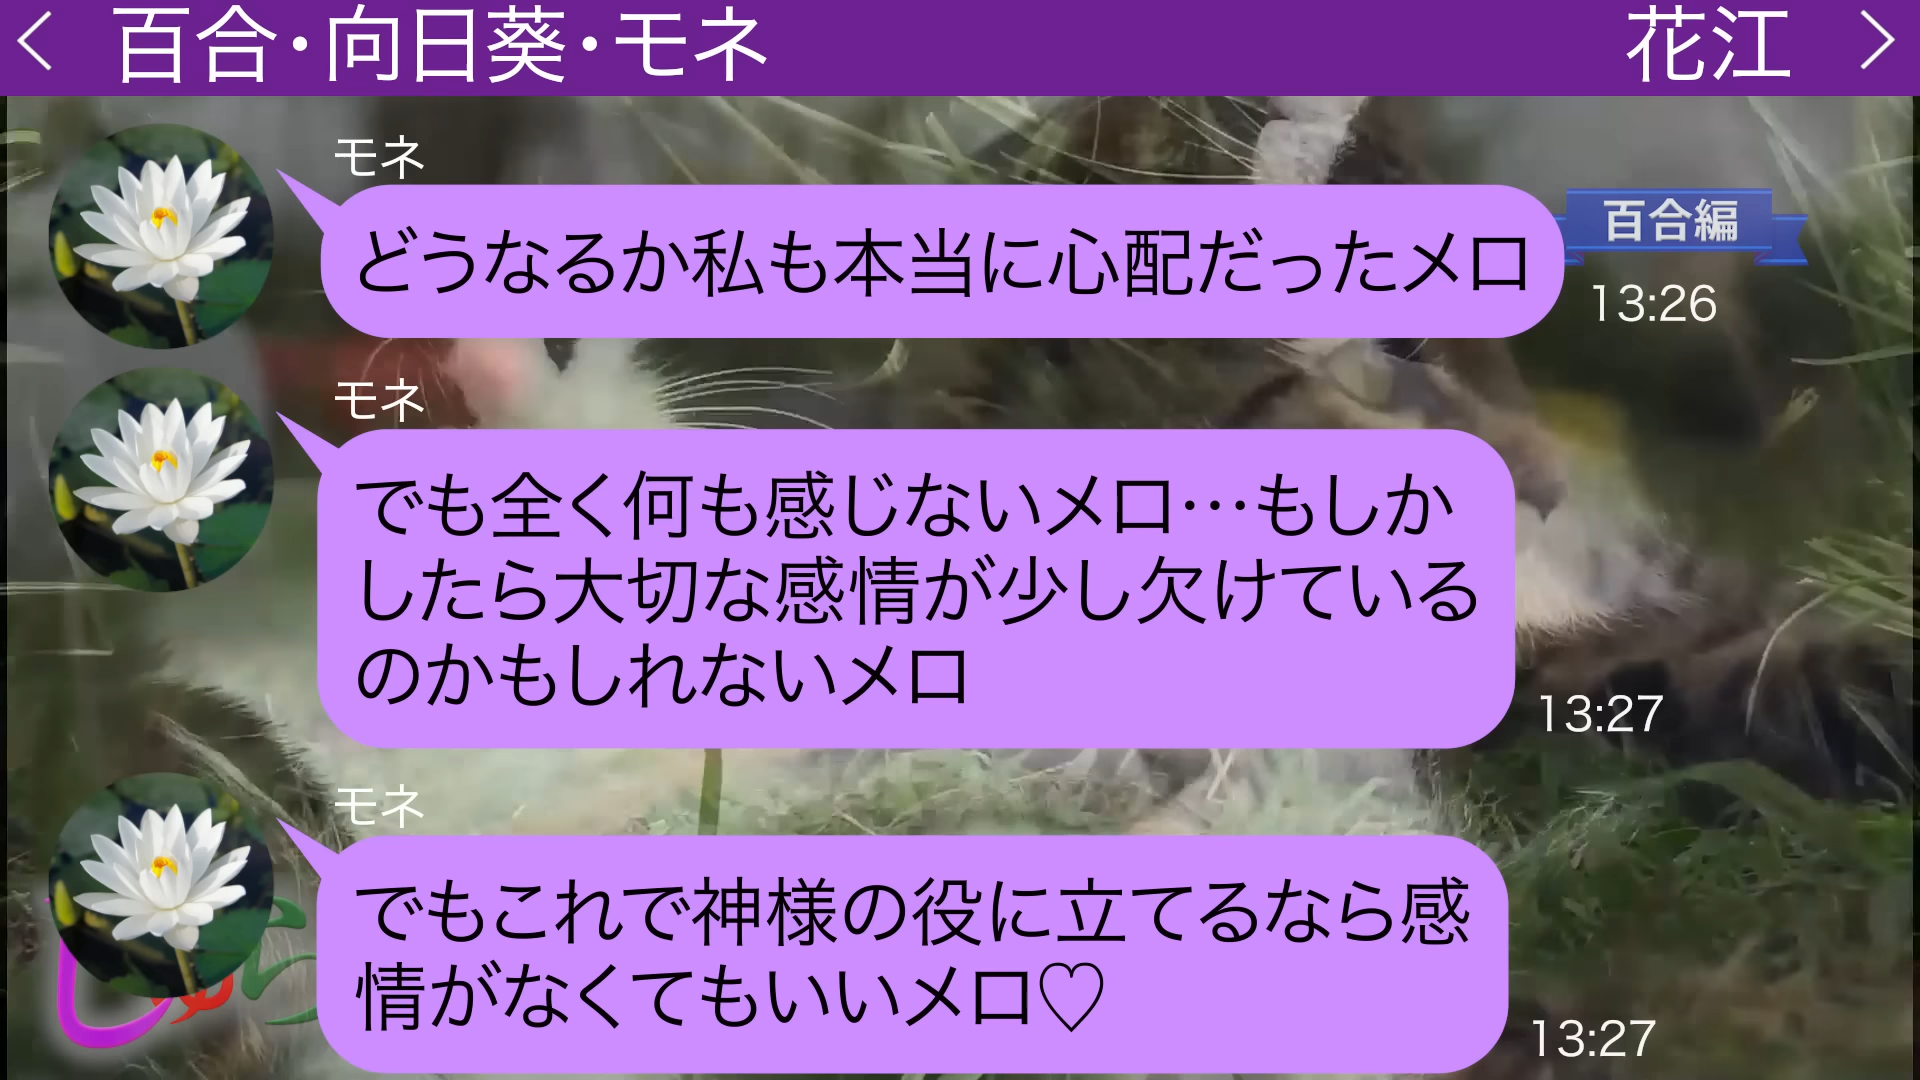 百合・向日葵・モネ
花江
モネ
どうなるか私も本当に心配だったメロ
百合編
13:26
モネ
でも全く何も感じないメロ…もしか
したら大切な感情が少し欠けている
のかもしれないメロ
13:27
モネ
でもこれで神様の役に立てるなら感
情がなくてもいいメロ♡
13:27